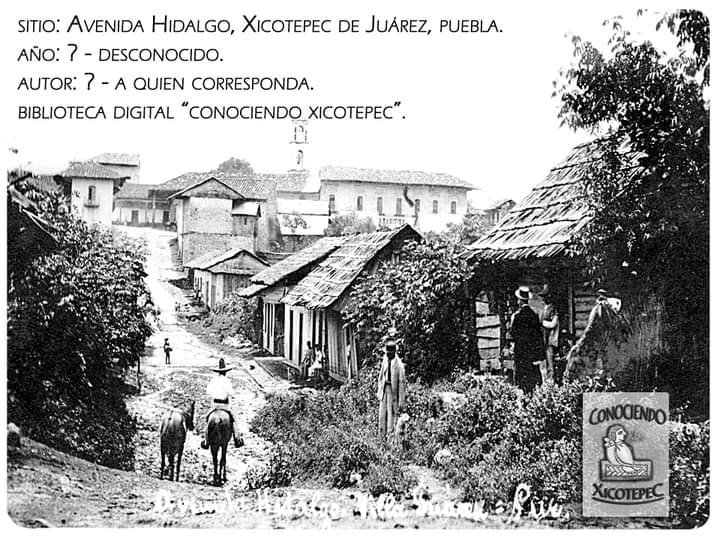 SITIO: AVENIDA HIDALGO, XICOTEPEC DE JUÁREZ, PUEBLA.
AÑO: ? - DESCONOCIDO.
AUTOR: ? - A QUIEN CORRESPONDA.
BIBLIOTECA DIGITAL “CONOCIENDO XICOTEPEC”.
CONOCIENDO
XICOTEPEC
Avenida Hidalgo. Villa Juárez - Pue.